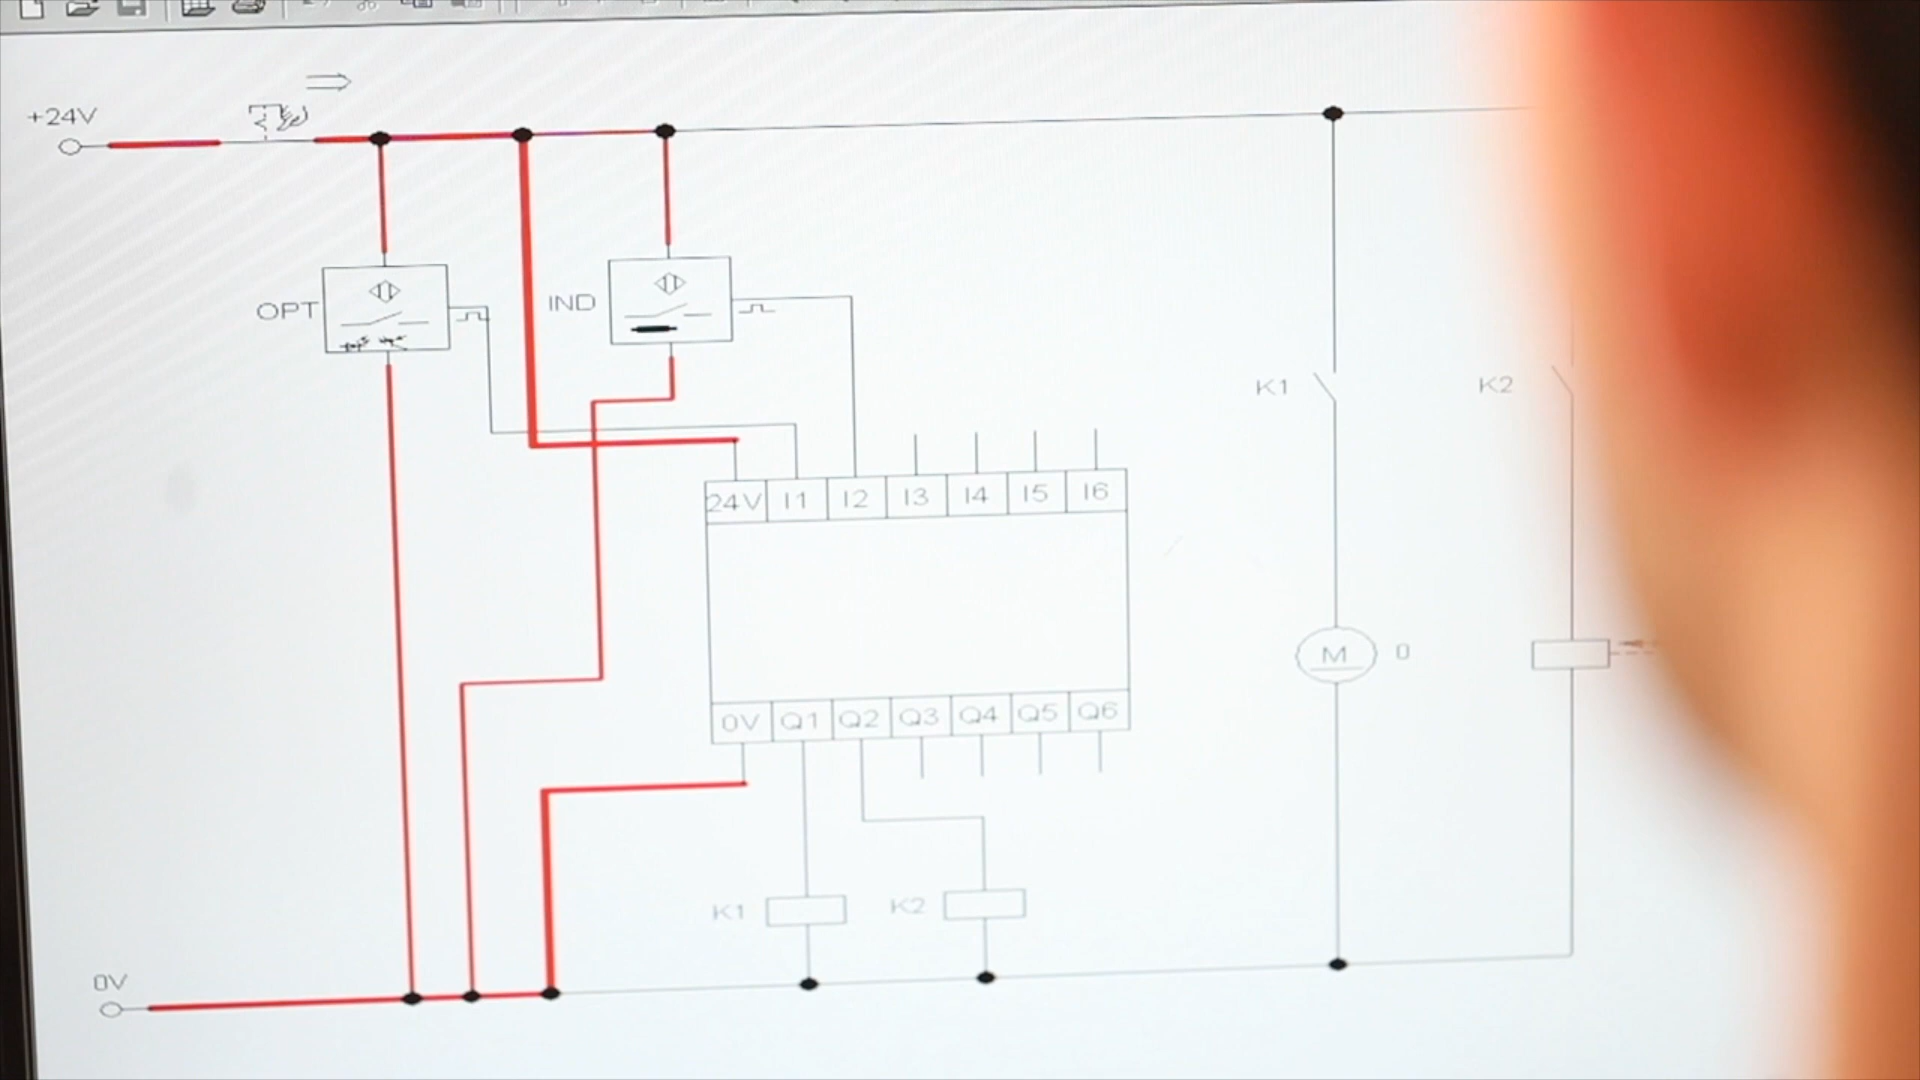 +24V
OPT
IND
K1
K2
24V I1 I2 I3 I4 I5 I6
M 0
0V Q1 Q2 Q3 Q4 Q5 Q6
K1
K2
0V